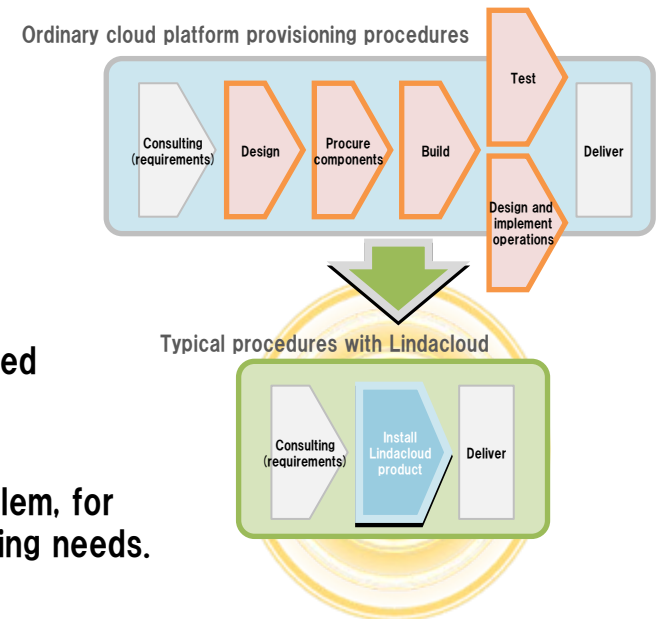 Ordinary cloud platform provisioning procedures
Consulting
(requirements)
Design
Procure
components
Build
Test
Design and
implement
operations
Deliver
Typical procedures with Lindacloud
Consulting
(requirements)
Install
Lindacloud
product
Deliver
ed
lem, for
ing needs.